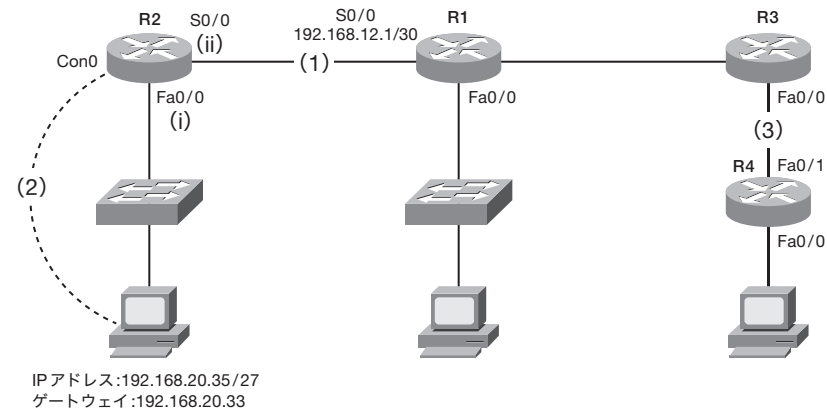 R2
S0/0
(ii)
S0/0
192.168.12.1/30
R1
R3
Con0
(1)
Fa0/0
(i)
Fa0/0
Fa0/0
(3)
(2)
R4
Fa0/1
Fa0/0
IPアドレス:192.168.20.35/27
ゲートウェイ:192.168.20.33